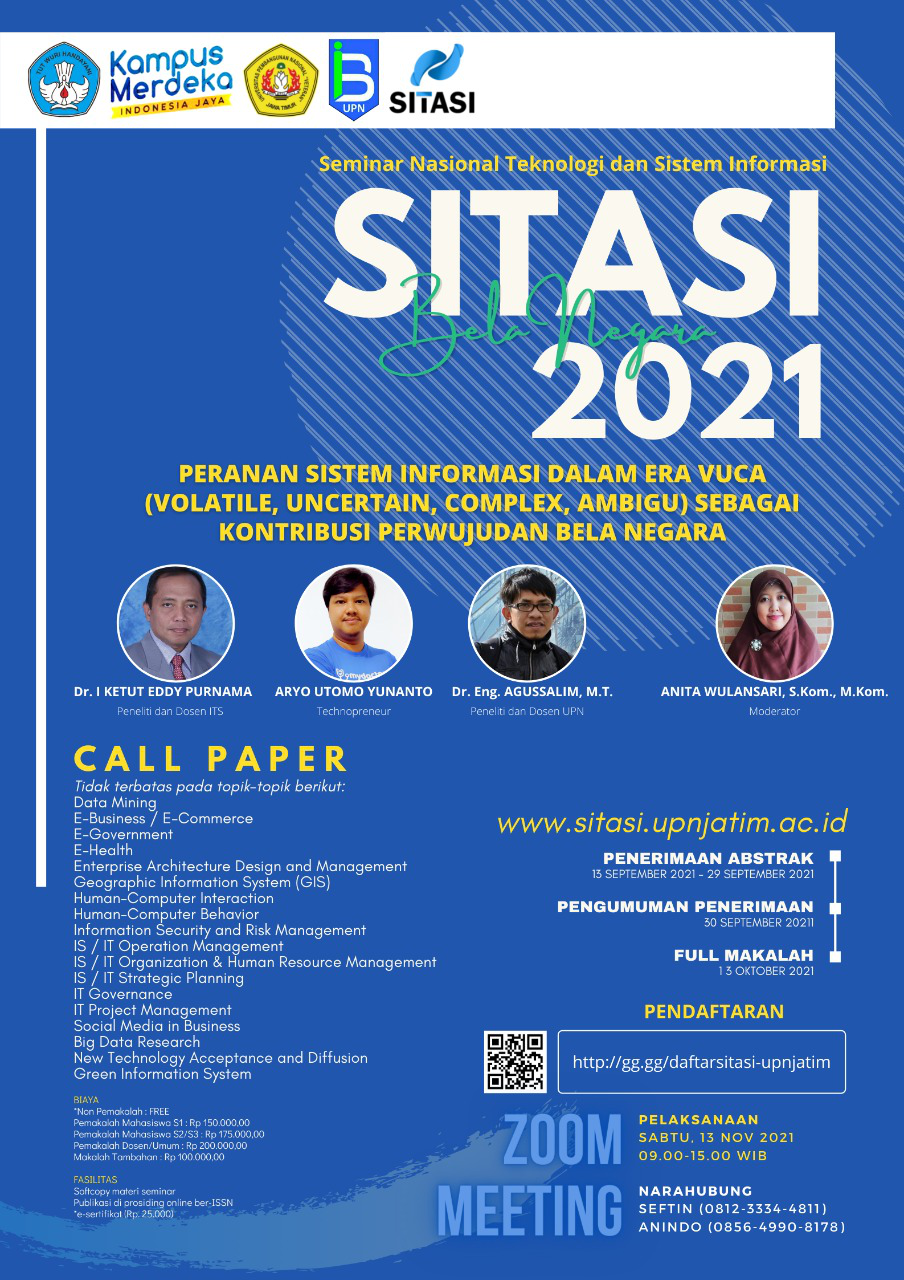 TUT WURI HANDAYANI
Kampus
Merdeka
INDONESIA JAYA
UNIVERSITAS PEMBANGUNAN NASIONAL "VETERAN"
JAWA TIMUR
UPN
SITASI
Seminar Nasional Teknologi dan Sistem Informasi
SITASI
Bela Negara
2021
PERANAN SISTEM INFORMASI DALAM ERA VUCA
(VOLATILE, UNCERTAIN, COMPLEX, AMBIGU) SEBAGAI
KONTRIBUSI PERWUJUDAN BELA NEGARA
Dr. I KETUT EDDY PURNAMA
Peneliti dan Dosen ITS
ARYO UTOMO YUNANTO
Technopreneur
Dr. Eng. AGUSSALIM, M.T.
Peneliti dan Dosen UPN
ANITA WULANSARI, S.Kom., M.Kom.
Moderator
CALL PAPER
Tidak terbatas pada topik-topik berikut:
Data Mining
E-Business / E-Commerce
E-Government
E-Health
Enterprise Architecture Design and Management
Geographic Information System (GIS)
Human-Computer Interaction
Human-Computer Behavior
Information Security and Risk Management
IS / IT Operation Management
IS / IT Organization & Human Resource Management
IS / IT Strategic Planning
IT Governance
IT Project Management
Social Media in Business
Big Data Research
New Technology Acceptance and Diffusion
Green Information System
BIAYA
*Non Pemakalah : FREE
Pemakalah Mahasiswa S1 : Rp 150.000,00
Pemakalah Mahasiswa S2/S3 : Rp 175.000,00
Pemakalah Dosen/Umum : Rp 200.000,00
Makalah Tambahan : Rp 100.000,00
FASILITAS
Softcopy materi seminar
Publikasi di prosiding online ber-ISSN
*e-sertifikat (Rp. 25.000)
www.sitasi.upnjatim.ac.id
PENERIMAAN ABSTRAK
13 SEPTEMBER 2021 - 29 SEPTEMBER 2021
PENGUMUMAN PENERIMAAN
30 SEPTEMBER 20211
FULL MAKALAH
1 3 OKTOBER 2021
PENDAFTARAN
http://gg.gg/daftarsitasi-upnjatim
ZOOM
MEETING
PELAKSANAAN
SABTU, 13 NOV 2021
09.00-15.00 WIB
NARAHUBUNG
SEFTIN (0812-3334-4811)
ANINDO (0856-4990-8178)